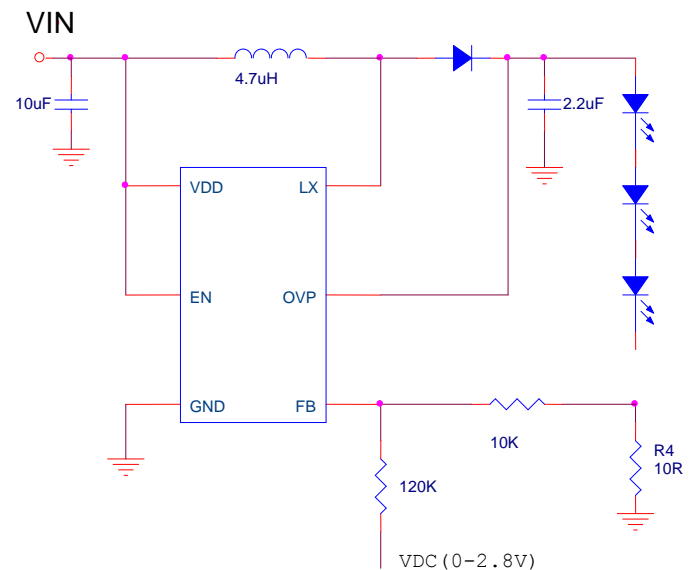 VIN
4.7uH
10uF
2.2uF
VDD
LX
EN
OVP
GND
FB
10K
R4
10R
120K
VDC(0-2.8V)